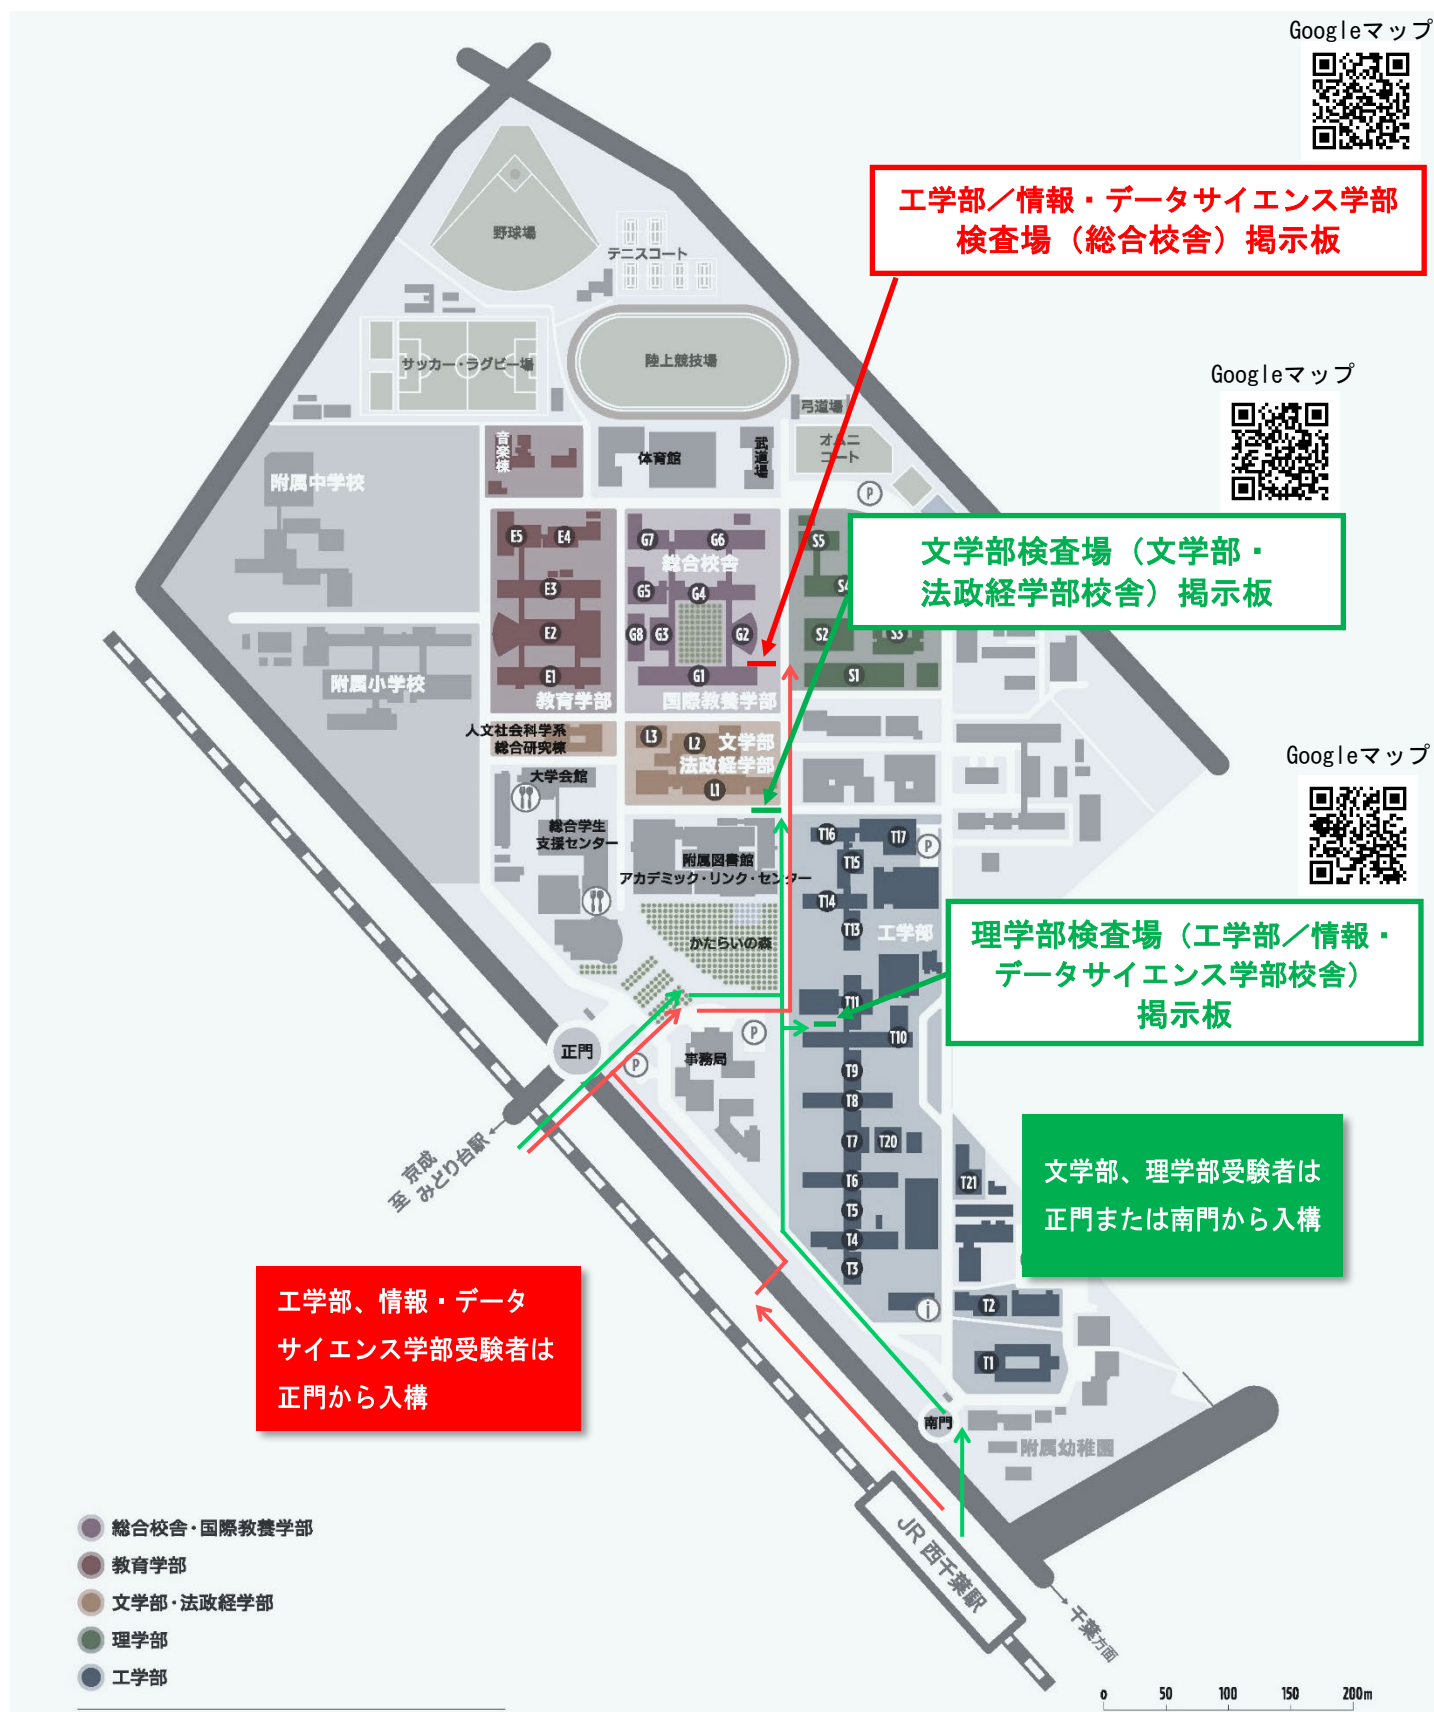 Googleマップ
工学部／情報・データサイエンス学部
検査場（総合校舎）掲示板
野球場
テニスコート
サッカー・ラグビー場
陸上競技場
Googleマップ
弓道場
オムニ
コート
音楽棟
体育館
武道場
附属中学校
P
E5
E4
G7
G6
総合校舎
S5
文学部検査場（文学部・
法政経学部校舎）掲示板
E3
G5
G4
S4
E2
G8
G3
G2
S2
S3
E1
G1
S1
附属小学校
教育学部
国際教養学部
人文社会科学系
総合研究棟
L3
L2
文学部
法政経学部
L1
Googleマップ
大学会館
総合学生
支援センター
附属図書館
アカデミック・リンク・センター
T16
T17
P
T15
T14
T13
工学部
かたらいの森
理学部検査場（工学部／情報・
データサイエンス学部校舎）
掲示板
T11
T10
正門
P
事務局
P
T9
T8
T7
T20
至 京成
みどり台駅
T6
T21
T5
T4
T3
文学部、理学部受験者は
正門または南門から入構
工学部、情報・データ
サイエンス学部受験者は
正門から入構
i
T2
T1
南門
附属幼稚園
JR 西千葉駅
千葉方面
総合校舎・国際教養学部
教育学部
文学部・法政経学部
理学部
工学部
0 50 100 150 200m